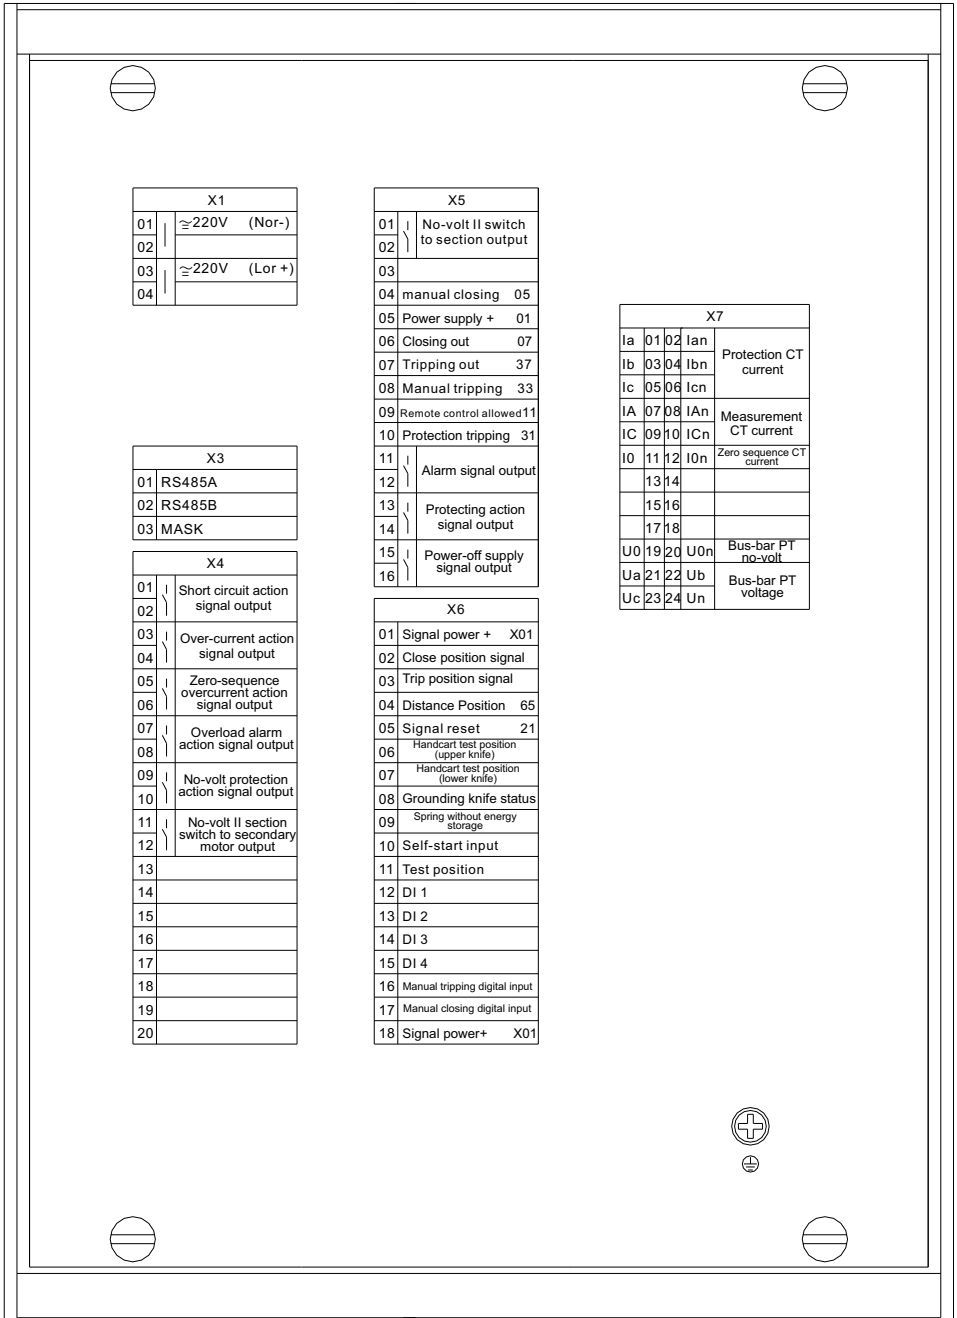 X1
01 ≃220V (Nor-)
02
03 ≃220V (Lor +)
04
X3
01 RS485A
02 RS485B
03 MASK
X4
01 Short circuit action
02 signal output
03 Over-current action
04 signal output
05 Zero-sequence
overcurrent action
06 signal output
07 Overload alarm
08 action signal output
09 No-volt protection
10 action signal output
11 No-volt II section
switch to secondary
12 motor output
13
14
15
16
17
18
19
20
X5
01 No-volt II switch
02 to section output
03
04 manual closing 05
05 Power supply + 01
06 Closing out 07
07 Tripping out 37
08 Manual tripping 33
09 Remote control allowed 11
10 Protection tripping 31
11 Alarm signal output
12
13 Protecting action
14 signal output
15 Power-off supply
16 signal output
X6
01 Signal power + X01
02 Close position signal
03 Trip position signal
04 Distance Position 65
05 Signal reset 21
06 Handcart test position
(upper knife)
07 Handcart test position
(lower knife)
08 Grounding knife status
09 Spring without energy
storage
10 Self-start input
11 Test position
12 DI 1
13 DI 2
14 DI 3
15 DI 4
16 Manual tripping digital input
17 Manual closing digital input
18 Signal power+ X01
X7
Ia 01 02 Ian
Protection CT
Ib 03 04 Ibn
current
Ic 05 06 Icn
IA 07 08 IAn
Measurement
CT current
IC 09 10 ICn
I0 11 12 I0n Zero sequence CT
current
13 14
15 16
17 18
U0 19 20 U0n Bus-bar PT
no-volt
Ua 21 22 Ub Bus-bar PT
Uc 23 24 Un voltage